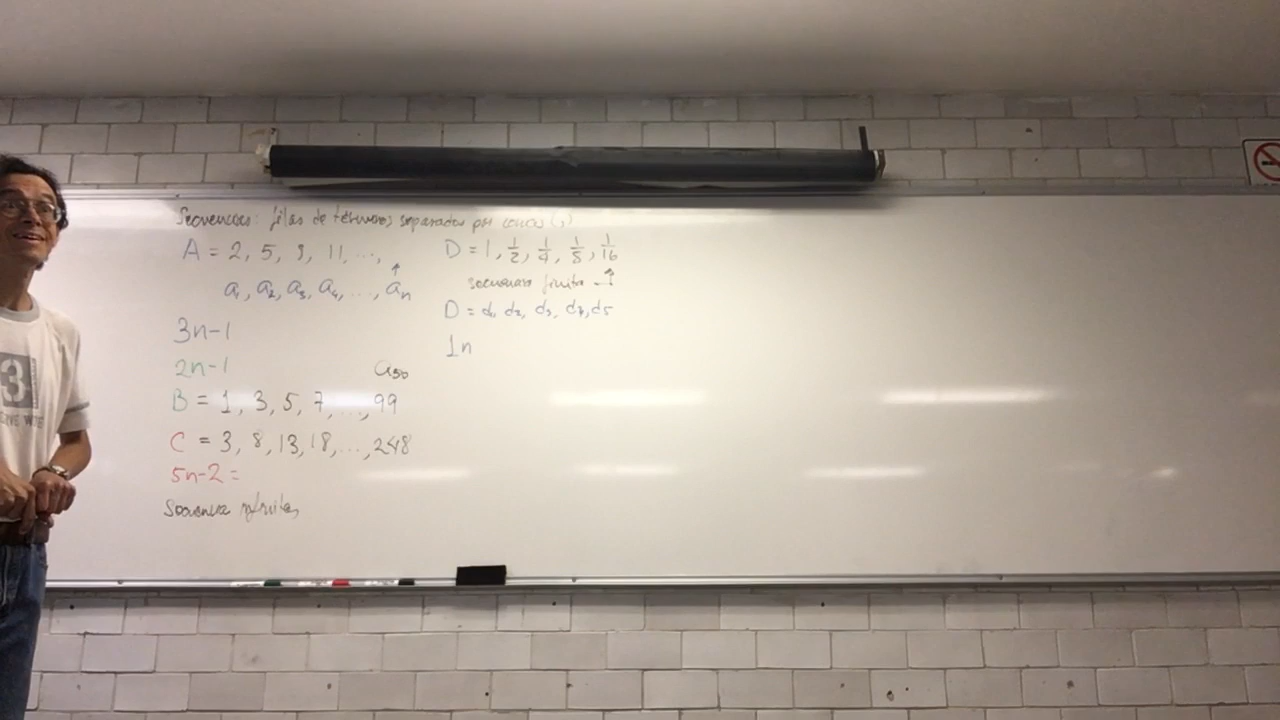 Secuencias: filas de términos separados por comas (,)
A = 2, 5, 8, 11, ...,
a1, a2, a3, a4, ..., an
3n-1
2n-1
a50
B = 1, 3, 5, 7, ..., 99
C = 3, 8, 13, 18, ..., 248
5n-2 =
Secuencia infinita,
D = 1, 1/2, 1/4, 1/8, 1/16
secuencia finita
D = d1, d2, d3, d4, d5
1n
3